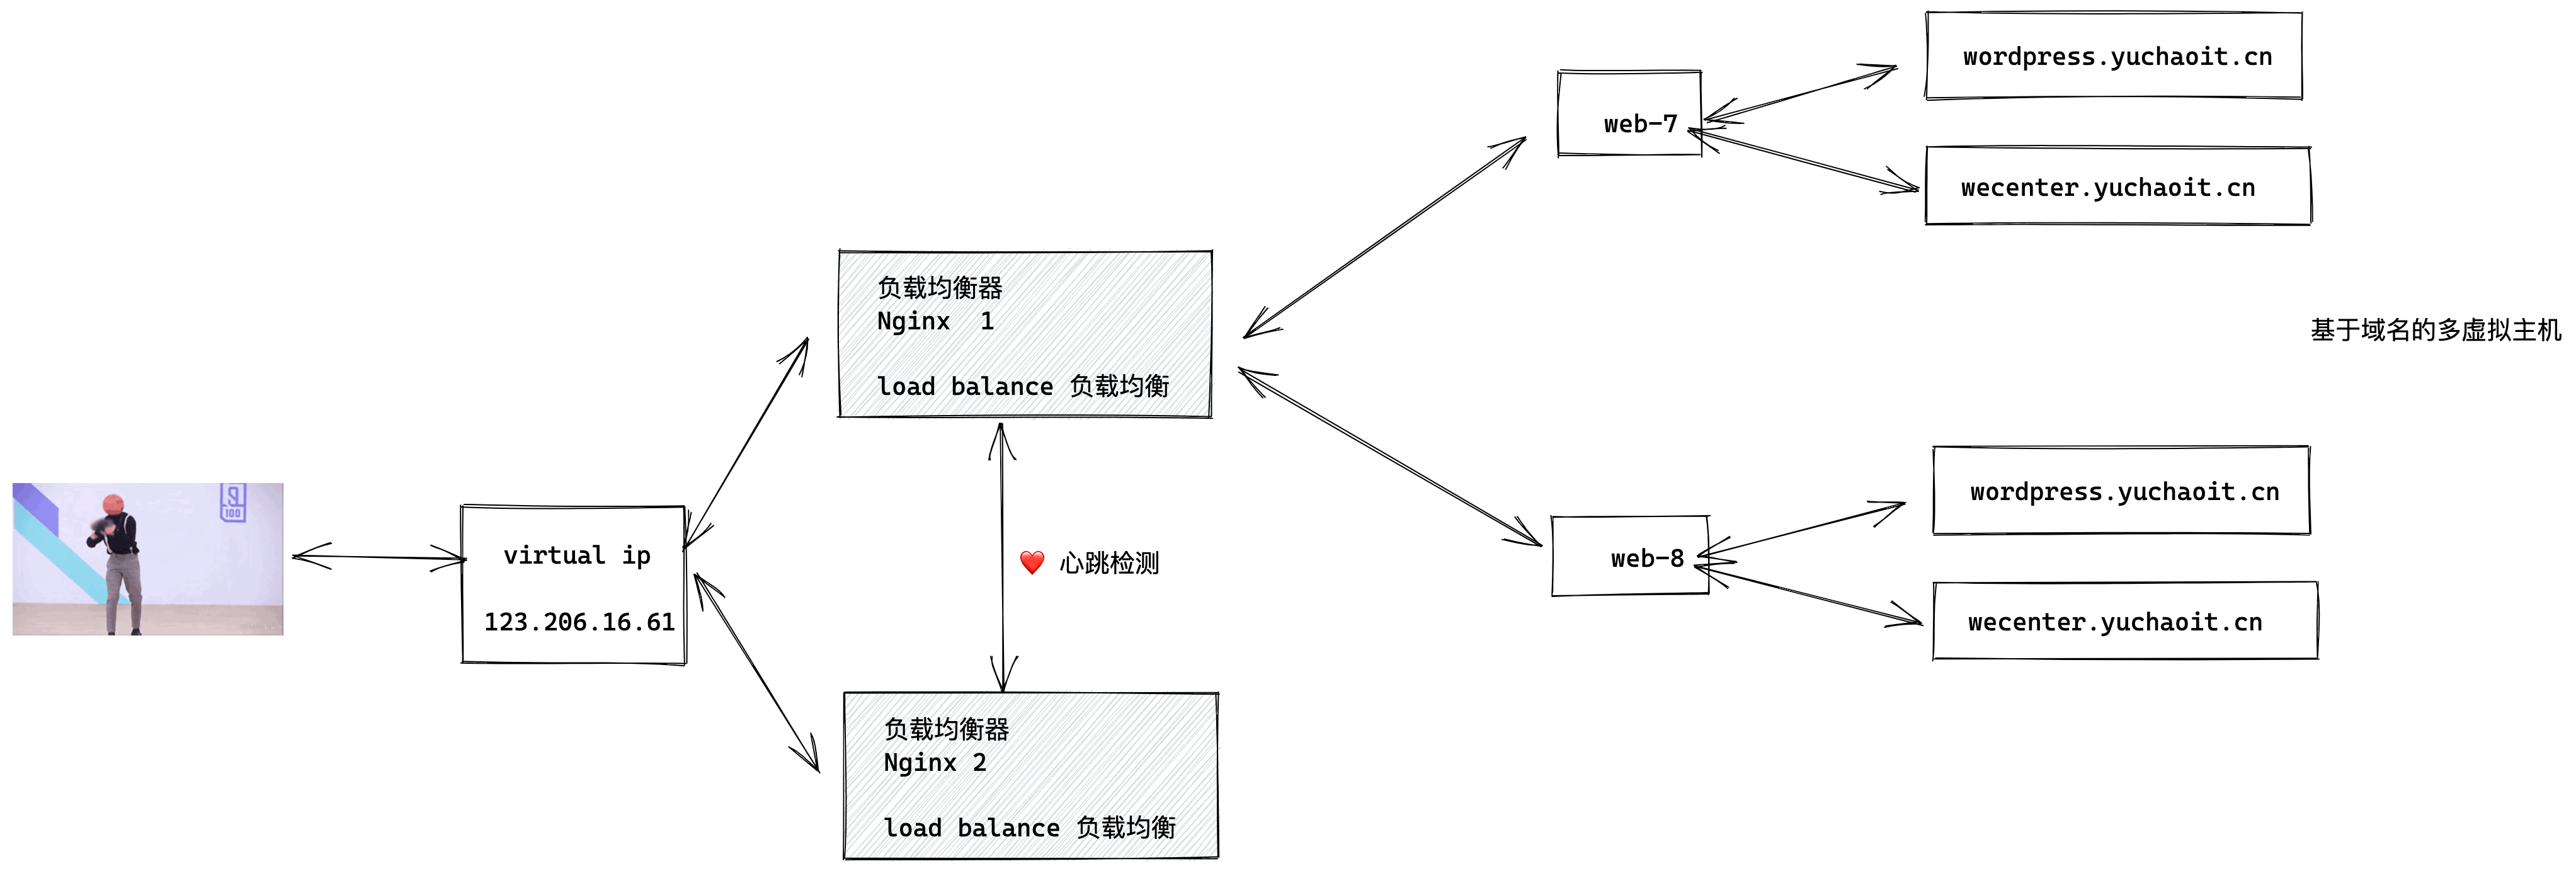 wordpress.yuchaoit.cn
web-7
wecenter.yuchaoit.cn
负载均衡器
Nginx  1
load balance 负载均衡
基于域名的多虚拟主机
virtual ip
123.206.16.61
心跳检测
wordpress.yuchaoit.cn
web-8
wecenter.yuchaoit.cn
负载均衡器
Nginx 2
load balance 负载均衡
100